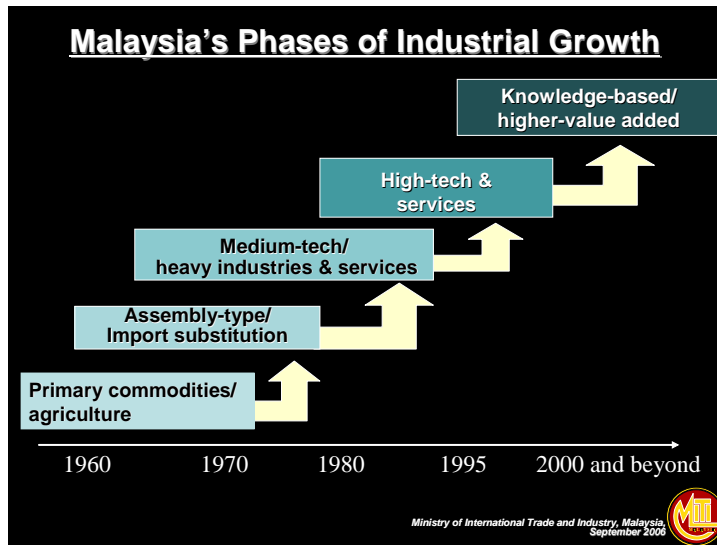 Malaysia's Phases of Industrial Growth
Knowledge-based/
higher-value added
High-tech &
services
Medium-tech/
heavy industries & services
Assembly-type/
Import substitution
Primary commodities/
agriculture
1960 1970 1980 1995 2000 and beyond
Ministry of International Trade and Industry, Malaysia,
September 2006
MITI